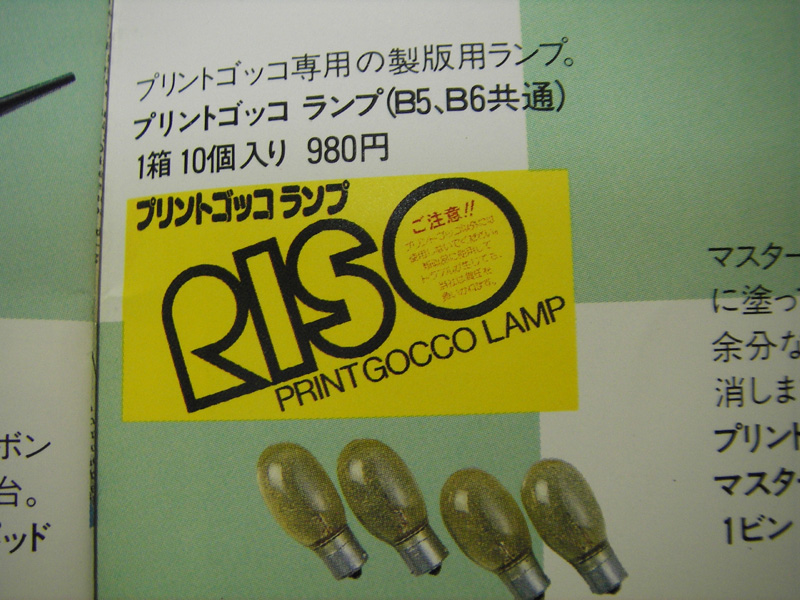 プリントゴッコ専用の製版用ランプ。
プリントゴッコ ランプ(B5、B6共通)
1箱10個入り 980円
プリントゴッコ ランプ
RISO
ご注意!!
PRINTGOCCO LAMP
マスター
に塗っ
余分な
消しま
プリント
マスター
1ビン
ボン
台。
ッド